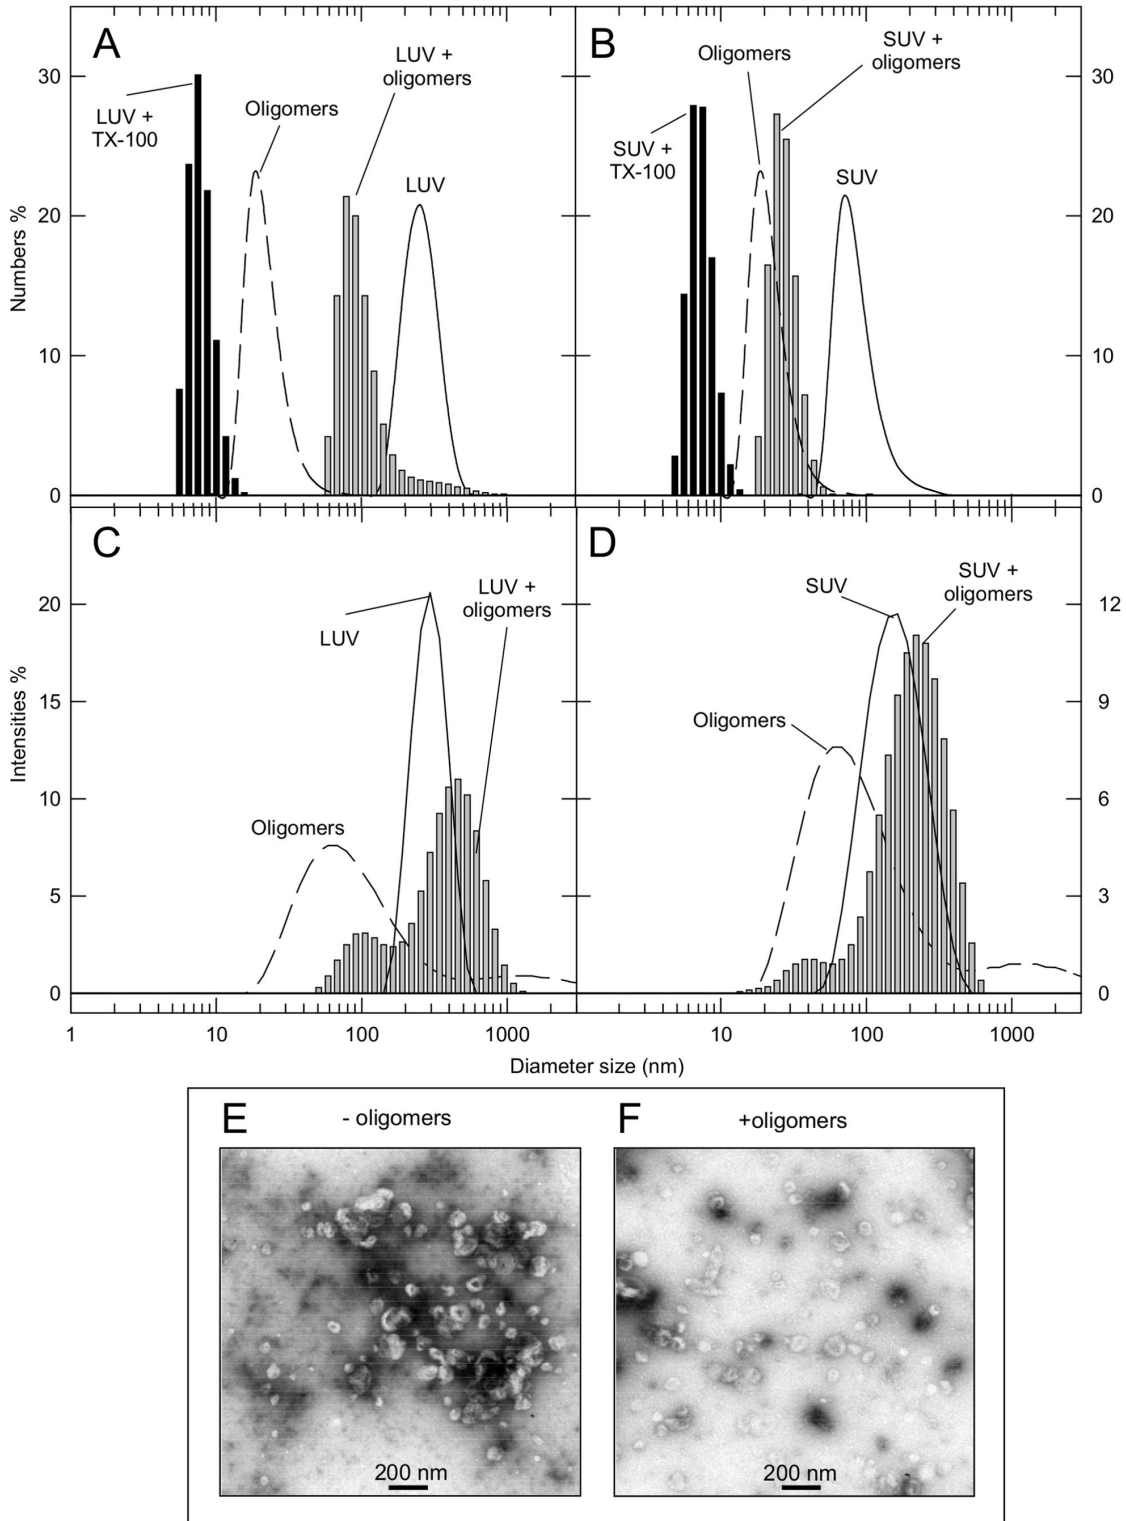 A
B
LUV +
oligomers
Oligomers
SUV +
oligomers
30
30
LUV +
TX-100
Oligomers
SUV +
TX-100
LUV
SUV
20
20
Numbers %
10
10
0
0
C
D
LUV +
oligomers
SUV
SUV +
oligomers
20
12
LUV
15
9
Oligomers
Intensities %
10
6
Oligomers
5
3
0
0
1
10
100
1000
10
100
1000
Diameter size (nm)
E
- oligomers
F
+oligomers
200 nm
200 nm